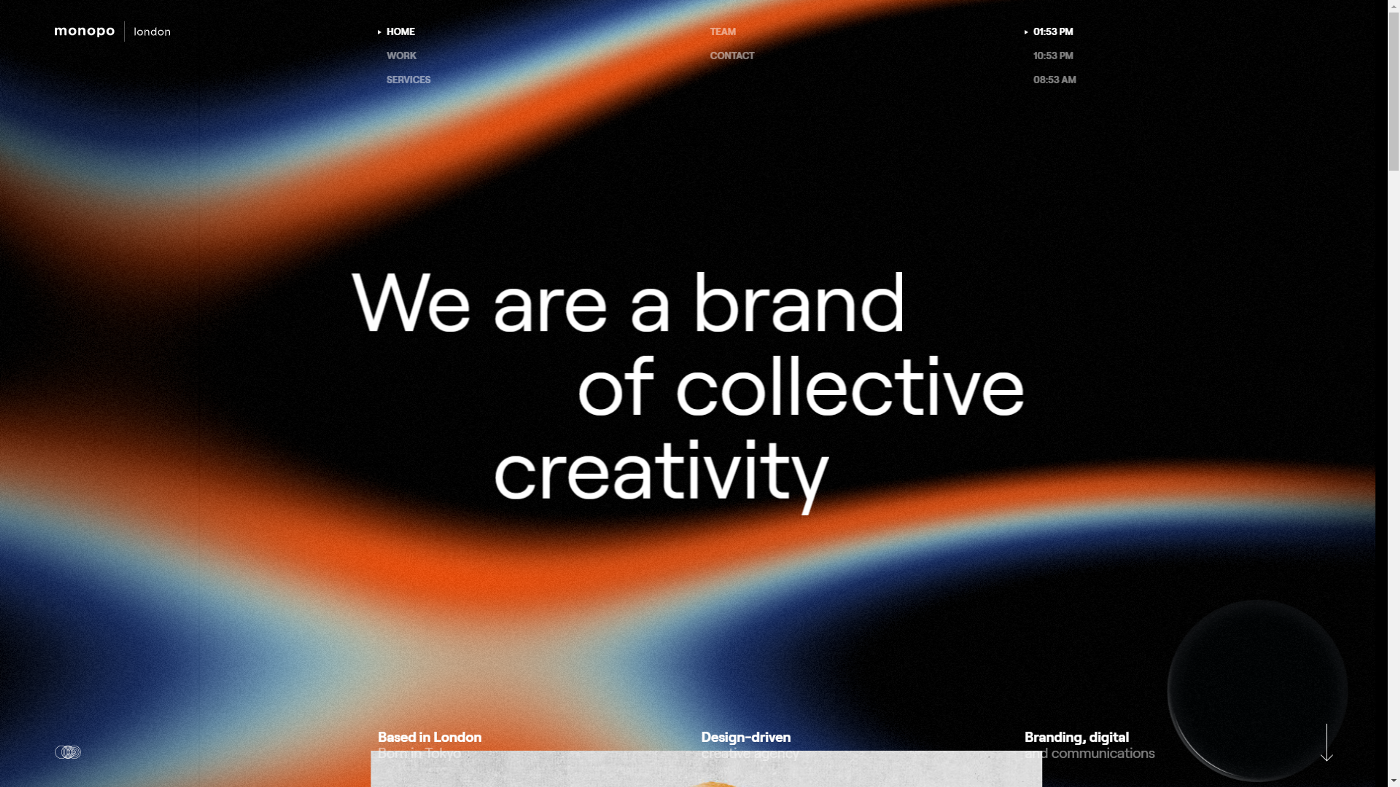 monopo | london
HOME
WORK
SERVICES
TEAM
CONTACT
01:53 PM
10:53 PM
08:53 AM
We are a brand
of collective
creativity
Based in London
Born in Tokyo
Design-driven
creative agency
Branding, digital
and communications